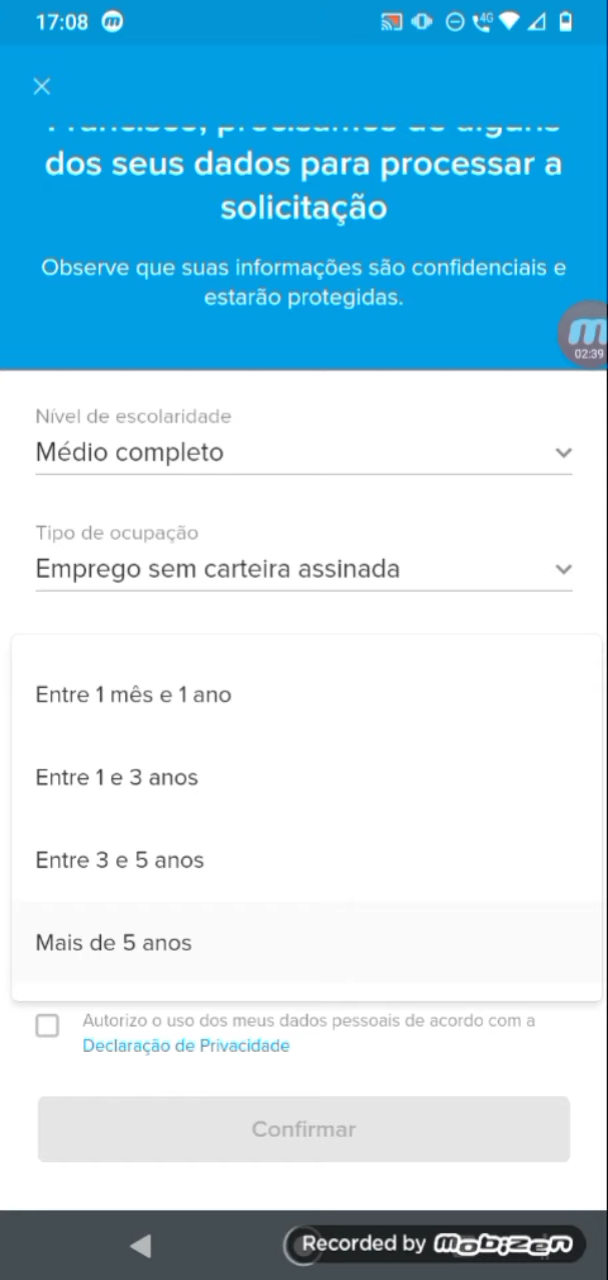 17:08
4G
dos seus dados para processar a
solicitação
Observe que suas informações são confidenciais e
estarão protegidas.
02:39
Nível de escolaridade
Médio completo
Tipo de ocupação
Emprego sem carteira assinada
Entre 1 mês e 1 ano
Entre 1 e 3 anos
Entre 3 e 5 anos
Mais de 5 anos
Autorizo o uso dos meus dados pessoais de acordo com a
Declaração de Privacidade
Confirmar
Recorded by mobizen